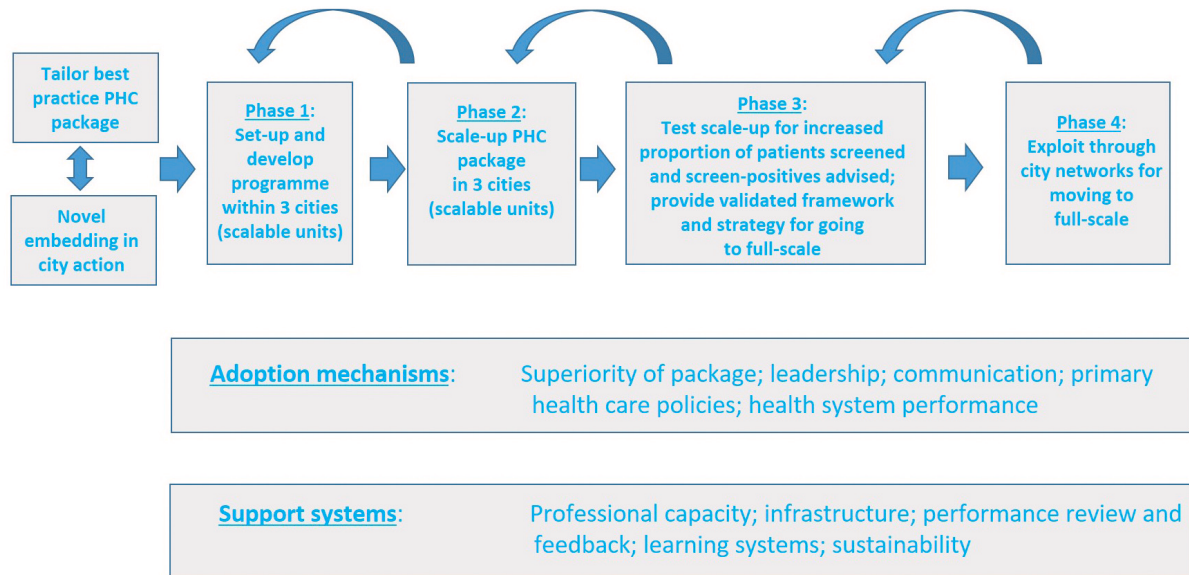 Tailor best
practice PHC
package
Novel
embedding in
city action
Phase 1:
Set-up and
develop
programme
within 3 cities
(scalable units)
Phase 2:
Scale-up PHC
package
in 3 cities
(scalable units)
Phase 3:
Test scale-up for increased
proportion of patients screened
and screen-positives advised;
provide validated framework
and strategy for going
to full-scale
Phase 4:
Exploit through
city networks for
moving to
full-scale
Adoption mechanisms: Superiority of package; leadership; communication; primary
health care policies; health system performance
Support systems: Professional capacity; infrastructure; performance review and
feedback; learning systems; sustainability